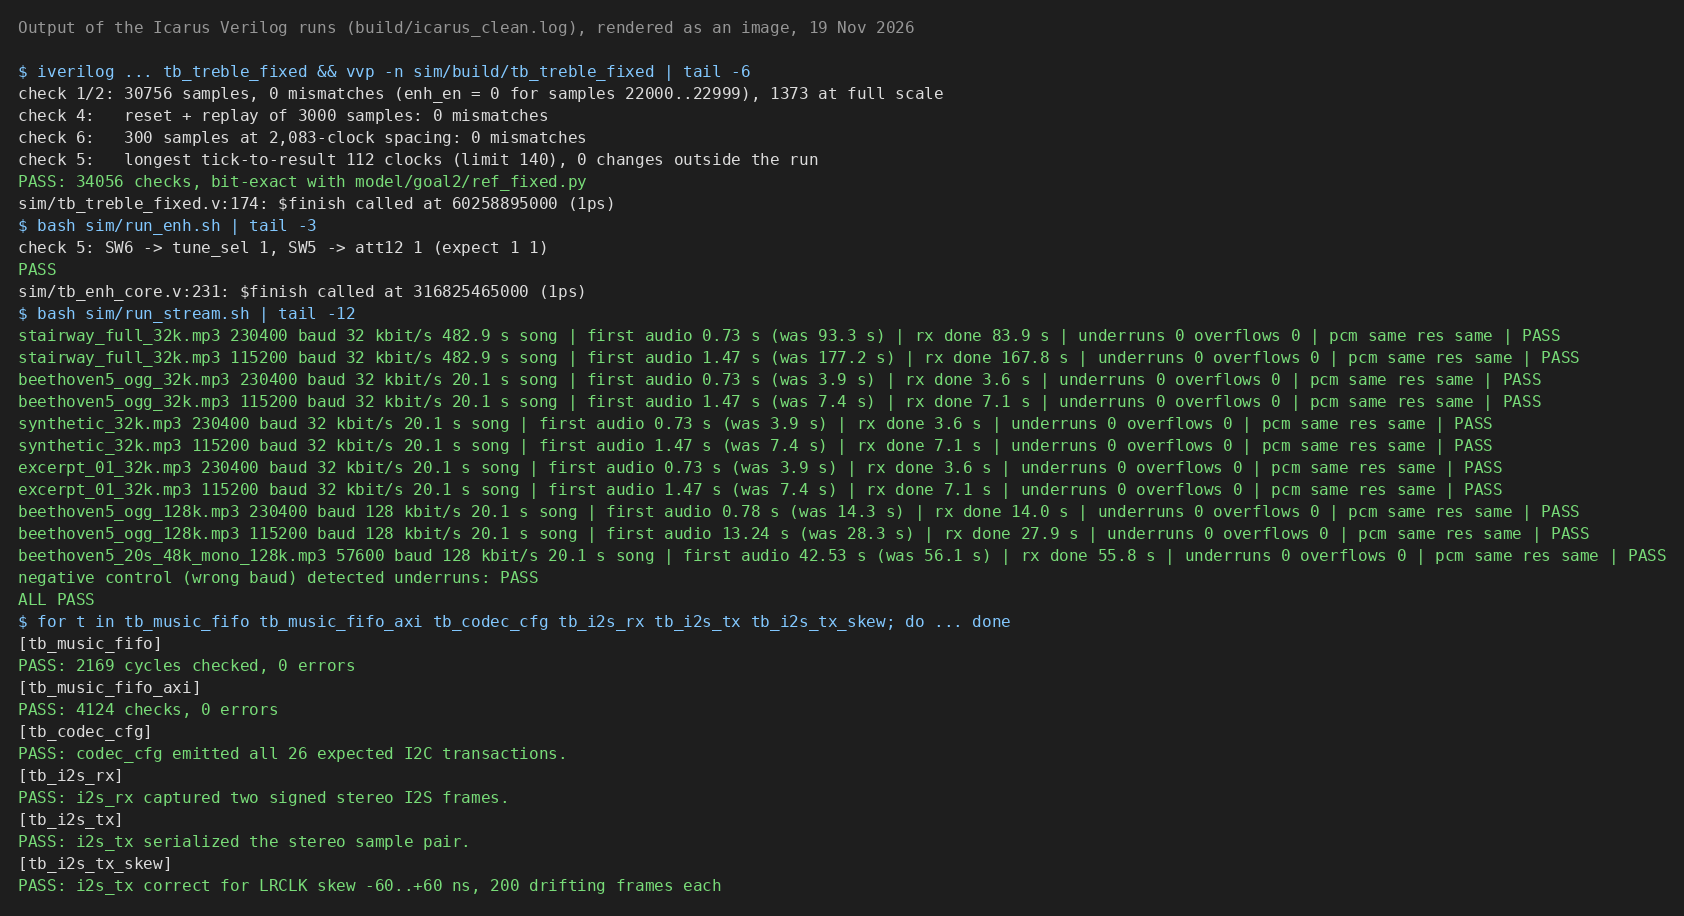 Output of the Icarus Verilog runs (build/icarus_clean.log), rendered as an image, 19 Nov 2026
$ iverilog ... tb_treble_fixed && vvp -n sim/build/tb_treble_fixed | tail -6
check 1/2: 30756 samples, 0 mismatches (enh_en = 0 for samples 22000..22999), 1373 at full scale
check 4:   reset + replay of 3000 samples: 0 mismatches
check 6:   300 samples at 2,083-clock spacing: 0 mismatches
check 5:   longest tick-to-result 112 clocks (limit 140), 0 changes outside the run
PASS: 34056 checks, bit-exact with model/goal2/ref_fixed.py
sim/tb_treble_fixed.v:174: $finish called at 60258895000 (1ps)
$ bash sim/run_enh.sh | tail -3
check 5: SW6 -> tune_sel 1, SW5 -> att12 1 (expect 1 1)
PASS
sim/tb_enh_core.v:231: $finish called at 316825465000 (1ps)
$ bash sim/run_stream.sh | tail -12
stairway_full_32k.mp3 230400 baud 32 kbit/s 482.9 s song | first audio 0.73 s (was 93.3 s) | rx done 83.9 s | underruns 0 overflows 0 | pcm same res same | PASS
stairway_full_32k.mp3 115200 baud 32 kbit/s 482.9 s song | first audio 1.47 s (was 177.2 s) | rx done 167.8 s | underruns 0 overflows 0 | pcm same res same | PASS
beethoven5_ogg_32k.mp3 230400 baud 32 kbit/s 20.1 s song | first audio 0.73 s (was 3.9 s) | rx done 3.6 s | underruns 0 overflows 0 | pcm same res same | PASS
beethoven5_ogg_32k.mp3 115200 baud 32 kbit/s 20.1 s song | first audio 1.47 s (was 7.4 s) | rx done 7.1 s | underruns 0 overflows 0 | pcm same res same | PASS
synthetic_32k.mp3 230400 baud 32 kbit/s 20.1 s song | first audio 0.73 s (was 3.9 s) | rx done 3.6 s | underruns 0 overflows 0 | pcm same res same | PASS
synthetic_32k.mp3 115200 baud 32 kbit/s 20.1 s song | first audio 1.47 s (was 7.4 s) | rx done 7.1 s | underruns 0 overflows 0 | pcm same res same | PASS
excerpt_01_32k.mp3 230400 baud 32 kbit/s 20.1 s song | first audio 0.73 s (was 3.9 s) | rx done 3.6 s | underruns 0 overflows 0 | pcm same res same | PASS
excerpt_01_32k.mp3 115200 baud 32 kbit/s 20.1 s song | first audio 1.47 s (was 7.4 s) | rx done 7.1 s | underruns 0 overflows 0 | pcm same res same | PASS
beethoven5_ogg_128k.mp3 230400 baud 128 kbit/s 20.1 s song | first audio 0.78 s (was 14.3 s) | rx done 14.0 s | underruns 0 overflows 0 | pcm same res same | PASS
beethoven5_ogg_128k.mp3 115200 baud 128 kbit/s 20.1 s song | first audio 13.24 s (was 28.3 s) | rx done 27.9 s | underruns 0 overflows 0 | pcm same res same | PASS
beethoven5_20s_48k_mono_128k.mp3 57600 baud 128 kbit/s 20.1 s song | first audio 42.53 s (was 56.1 s) | rx done 55.8 s | underruns 0 overflows 0 | pcm same res same | PASS
negative control (wrong baud) detected underruns: PASS
ALL PASS
$ for t in tb_music_fifo tb_music_fifo_axi tb_codec_cfg tb_i2s_rx tb_i2s_tx tb_i2s_tx_skew; do ... done
[tb_music_fifo]
PASS: 2169 cycles checked, 0 errors
[tb_music_fifo_axi]
PASS: 4124 checks, 0 errors
[tb_codec_cfg]
PASS: codec_cfg emitted all 26 expected I2C transactions.
[tb_i2s_rx]
PASS: i2s_rx captured two signed stereo I2S frames.
[tb_i2s_tx]
PASS: i2s_tx serialized the stereo sample pair.
[tb_i2s_tx_skew]
PASS: i2s_tx correct for LRCLK skew -60..+60 ns, 200 drifting frames each